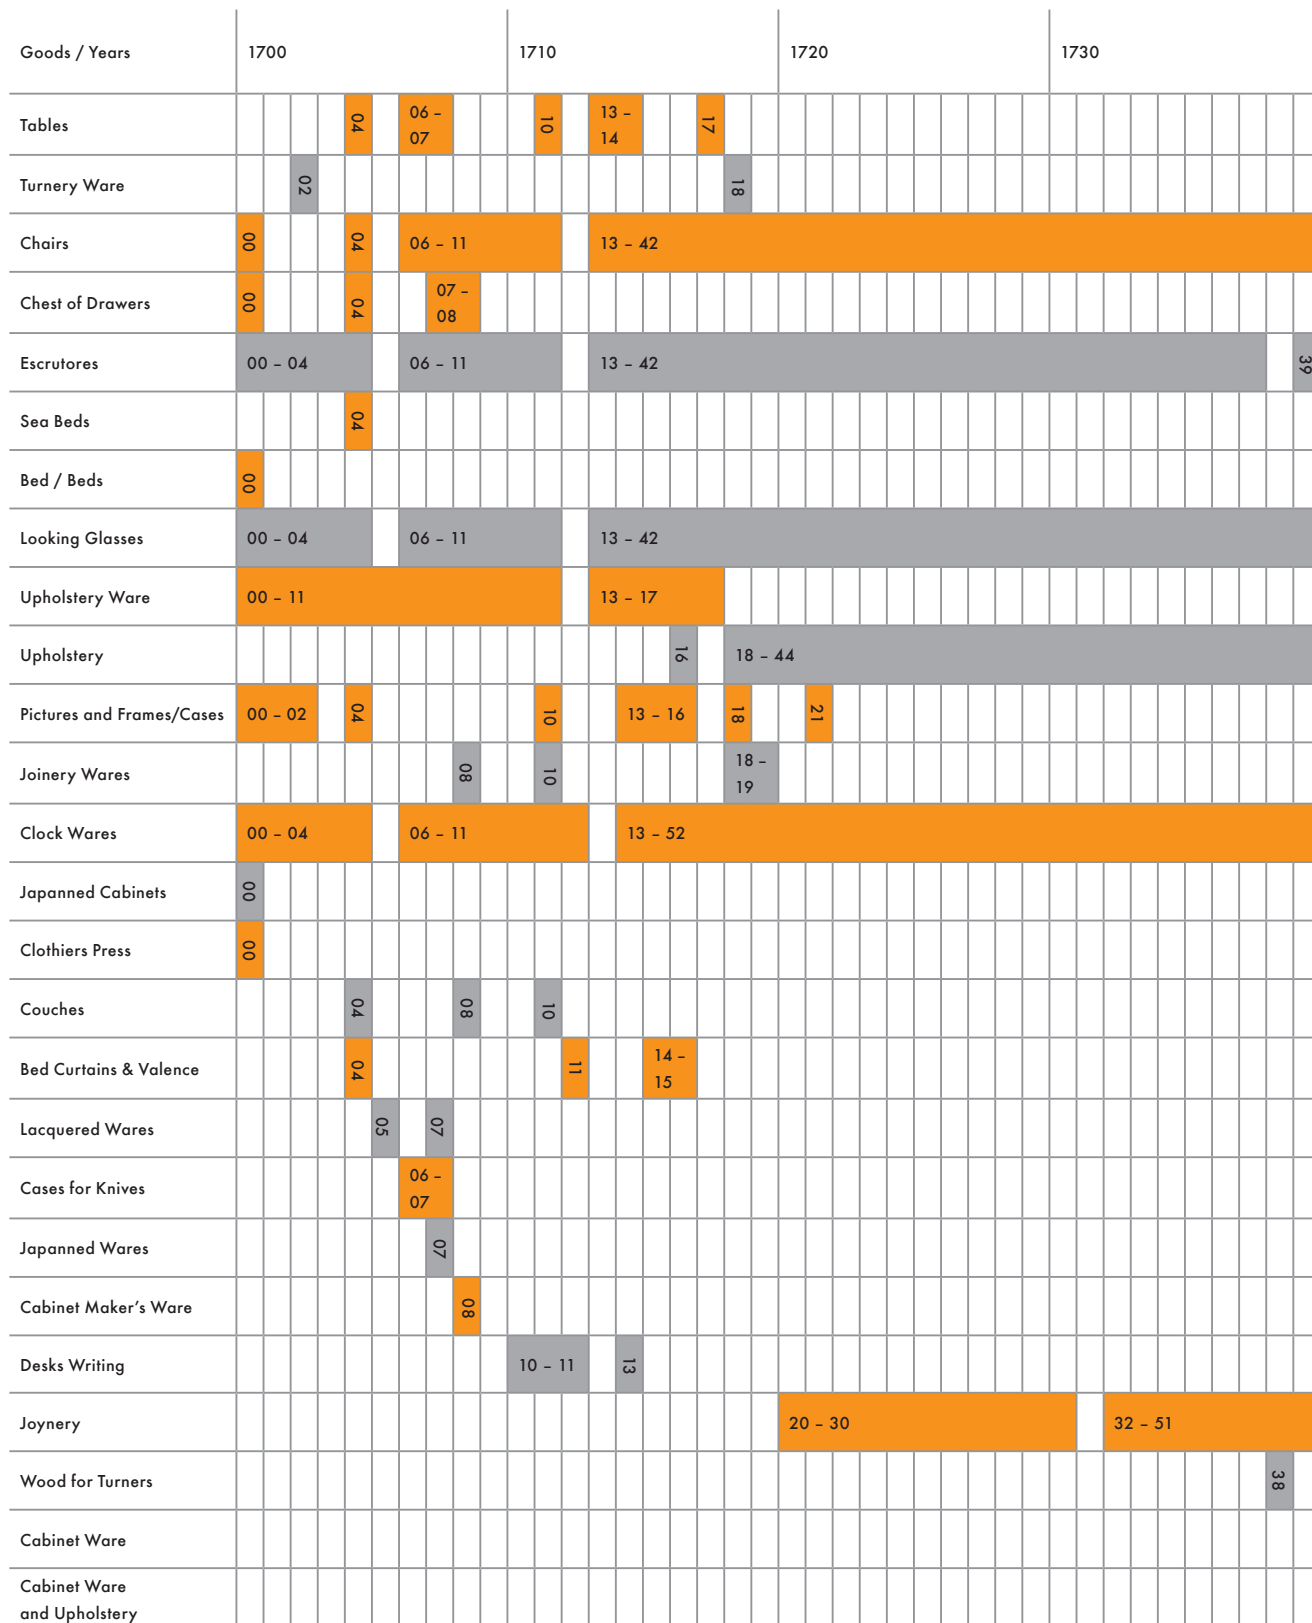 Goods / Years 1700 1710 1720 1730
Tables 04 06 – 07 10 13 – 14 17
Turnery Ware 02 18
Chairs 00 04 06 – 11 13 – 42
Chest of Drawers 00 04 07 – 08
Escrutores 00 – 04 06 – 11 13 – 42 39
Sea Beds 04
Bed / Beds 00
Looking Glasses 00 – 04 06 – 11 13 – 42
Upholstery Ware 00 – 11 13 – 17
Upholstery 16 18 – 44
Pictures and Frames/Cases 00 – 02 04 10 13 – 16 18 21
Joinery Wares 08 10 18 – 19
Clock Wares 00 – 04 06 – 11 13 – 52
Japanned Cabinets 00
Clothiers Press 00
Couches 04 08 10
Bed Curtains & Valence 04 11 14 – 15
Lacquered Wares 05 07
Cases for Knives 06 – 07
Japanned Wares 07
Cabinet Maker’s Ware 08
Desks Writing 10 – 11 13
Joynery 20 – 30 32 – 51
Wood for Turners 38
Cabinet Ware
Cabinet Ware
and Upholstery